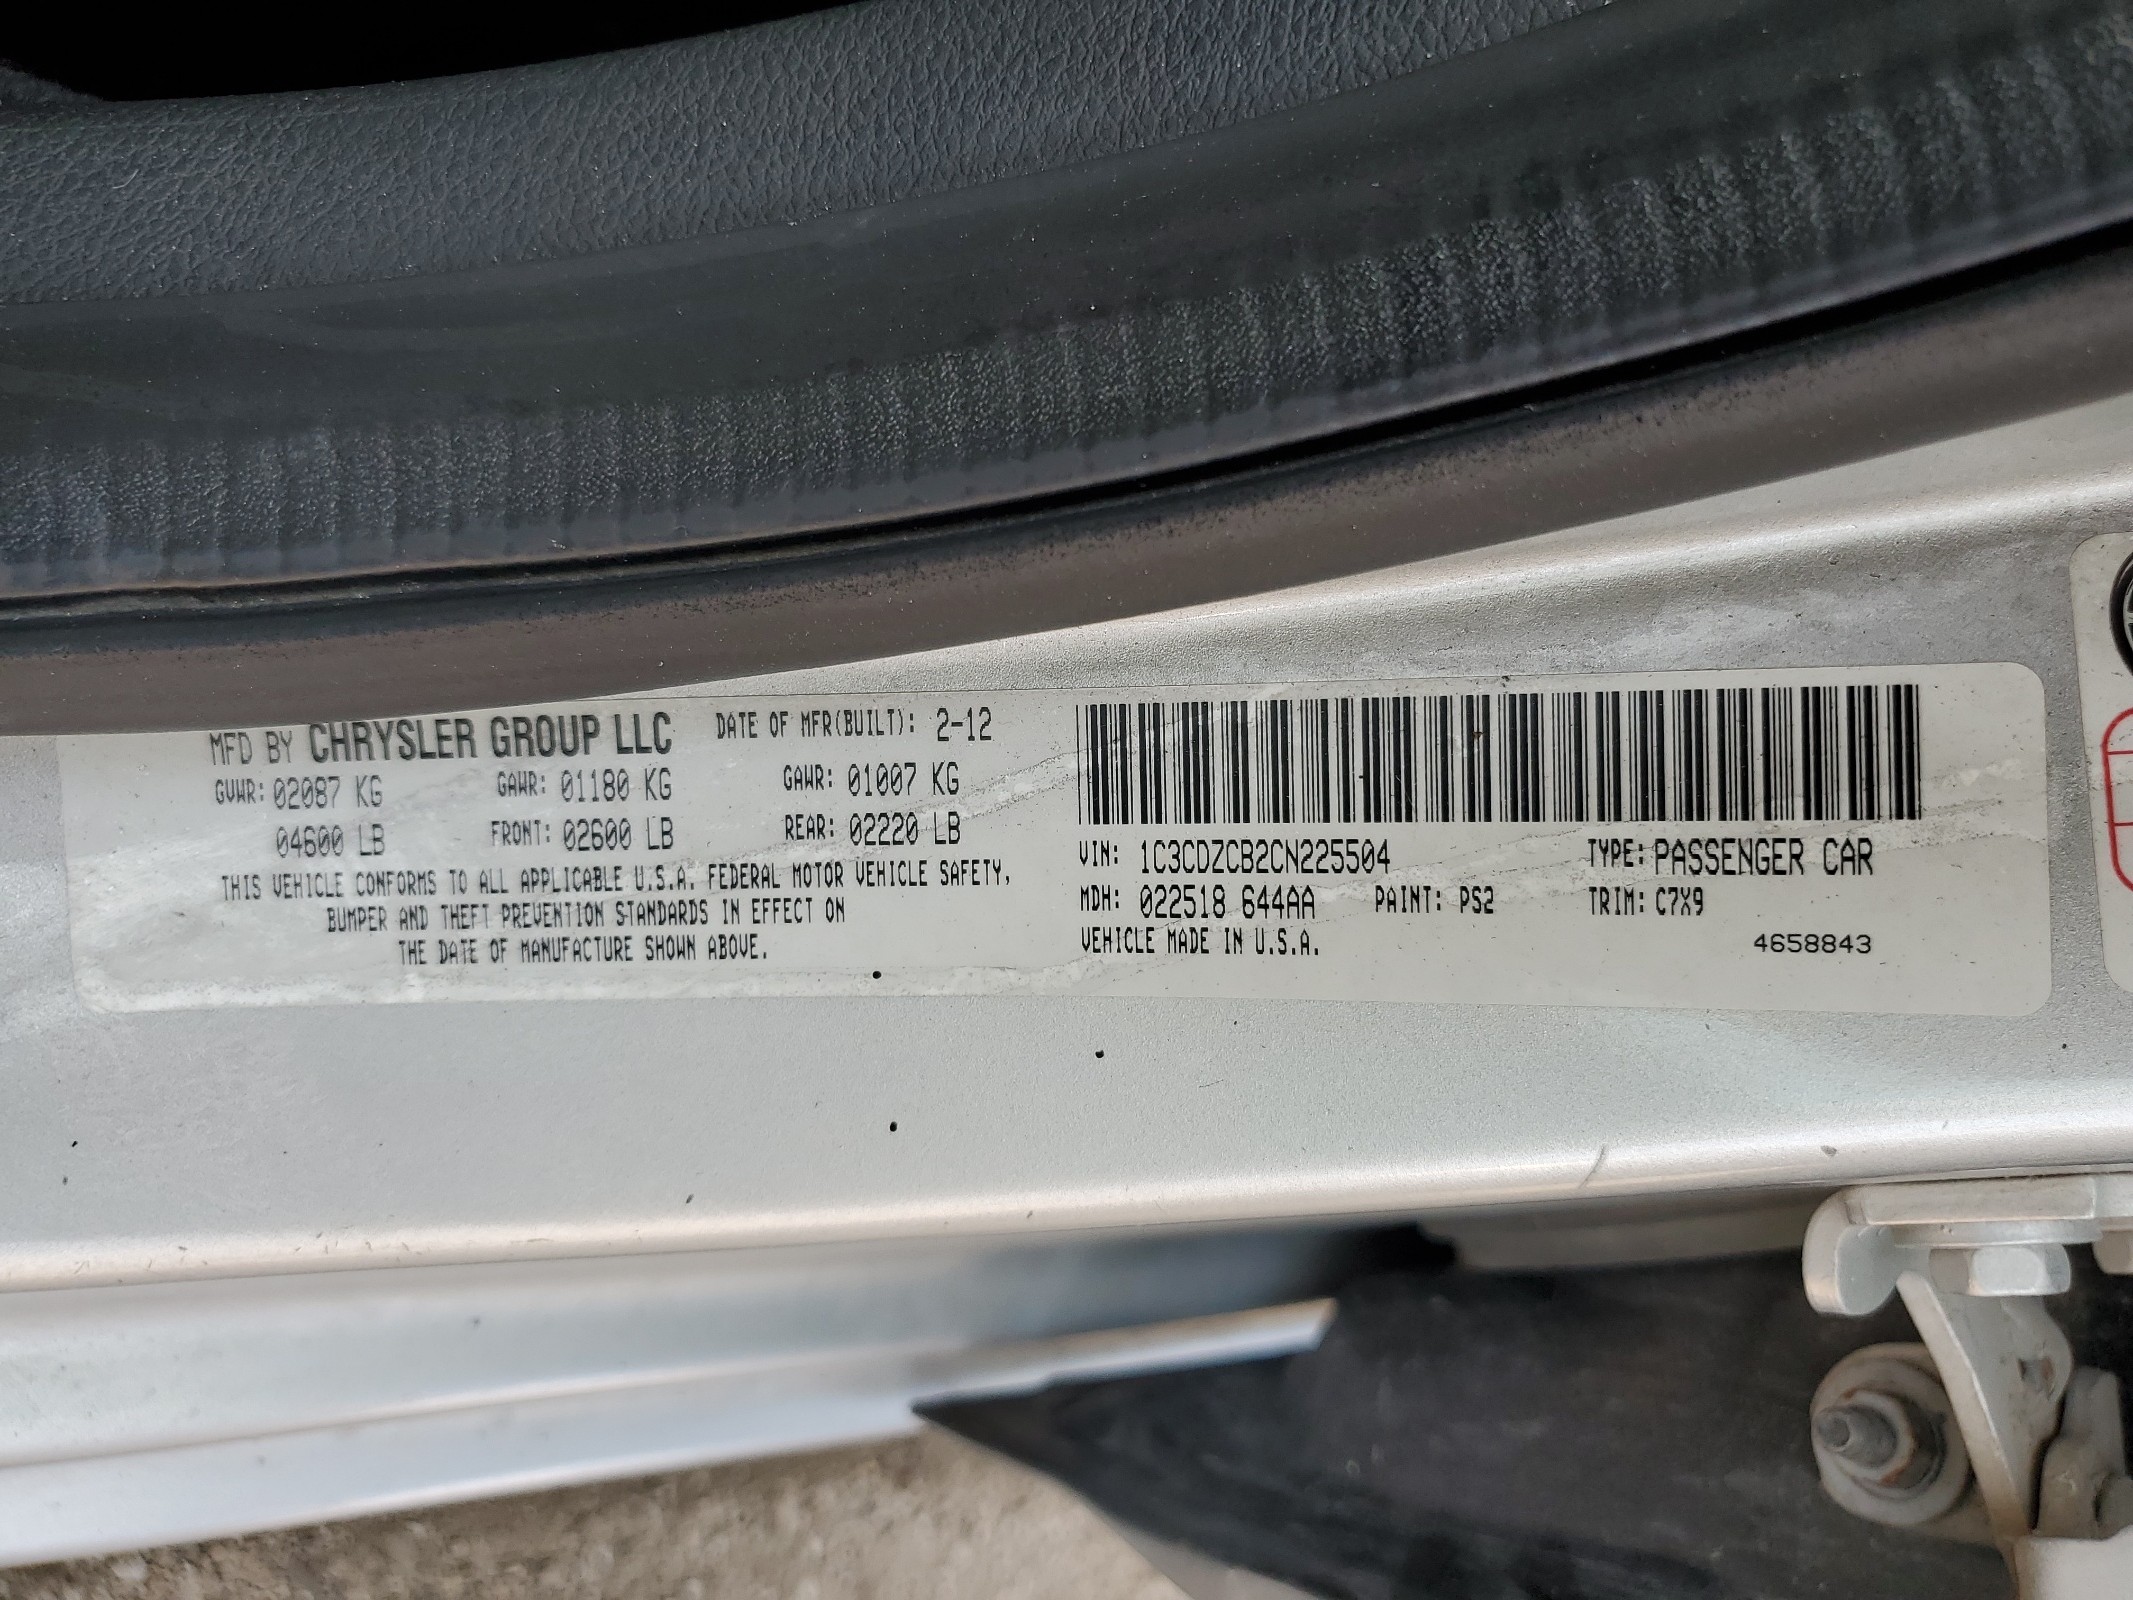 MFD BY CHRYSLER GROUP LLC DATE OF MFR(BUILT): 2-12
GVWR: 02087 KG GAWR: 01180 KG GAWR: 01007 KG
04600 LB FRONT: 02600 LB REAR: 02220 LB
THIS VEHICLE CONFORMS TO ALL APPLICABLE U.S.A. FEDERAL MOTOR VEHICLE SAFETY,
BUMPER AND THEFT PREVENTION STANDARDS IN EFFECT ON
THE DATE OF MANUFACTURE SHOWN ABOVE.
VIN: 1C3CDZCB2CN225504 TYPE: PASSENGER CAR
MDH: 022518 644AA PAINT: PS2 TRIM: C7X9
VEHICLE MADE IN U.S.A. 4658843